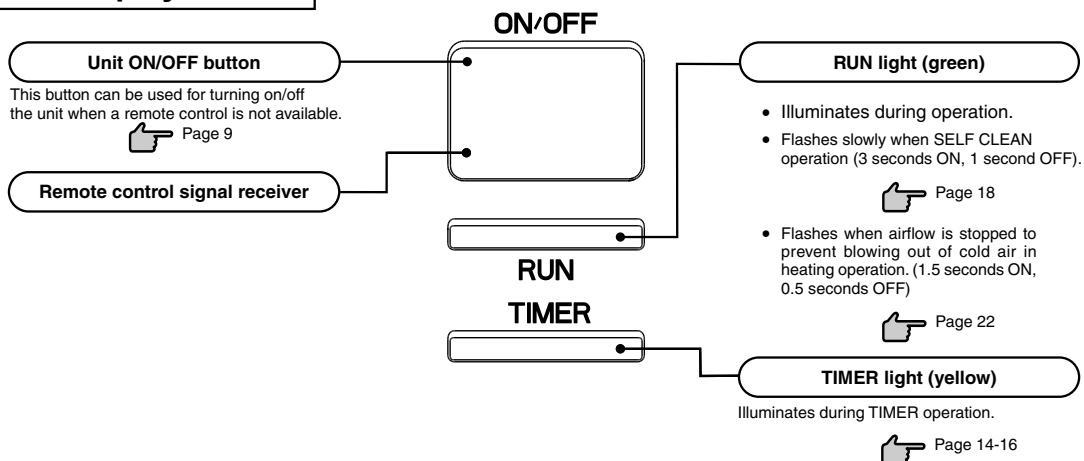 ON/OFF
Unit ON/OFF button
This button can be used for turning on/off
the unit when a remote control is not available.
Page 9
Remote control signal receiver
RUN
TIMER
RUN light (green)
• Illuminates during operation.
• Flashes slowly when SELF CLEAN
operation (3 seconds ON, 1 second OFF).
Page 18
• Flashes when airflow is stopped to
prevent blowing out of cold air in
heating operation. (1.5 seconds ON,
0.5 seconds OFF)
Page 22
TIMER light (yellow)
Illuminates during TIMER operation.
Page 14-16